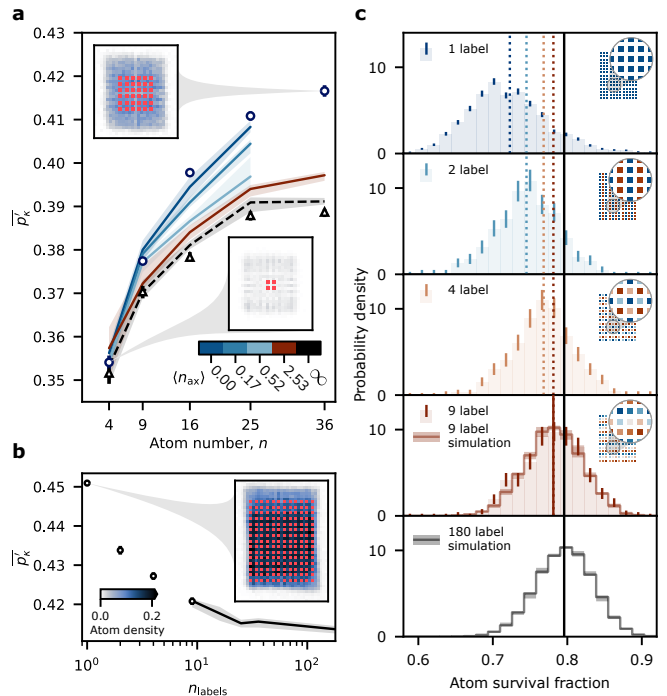 a
0.43
0.42
0.41
0.40
0.39
0.38
0.37
0.36
0.35
p̅′κ
⟨nax⟩
0.00
0.17
0.52
2.53
∞
4
9
16
25
36
Atom number, n
b
0.45
0.44
0.43
0.42
p̅′κ
0.0
0.2
Atom density
10⁰
10¹
10²
nlabels
c
Probability density
10
0
1 label
10
0
2 label
10
0
4 label
10
0
9 label
9 label
simulation
10
0
180 label
simulation
0.6
0.7
0.8
0.9
Atom survival fraction